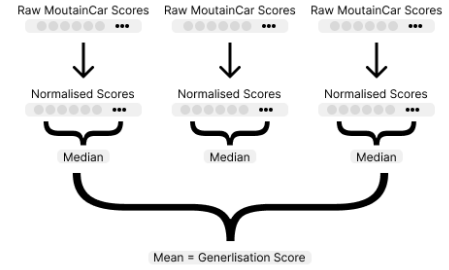 Raw MoutainCar Scores Raw MoutainCar Scores Raw MoutainCar Scores
Normalised Scores Normalised Scores Normalised Scores
Median Median Median
Mean = Generlisation Score